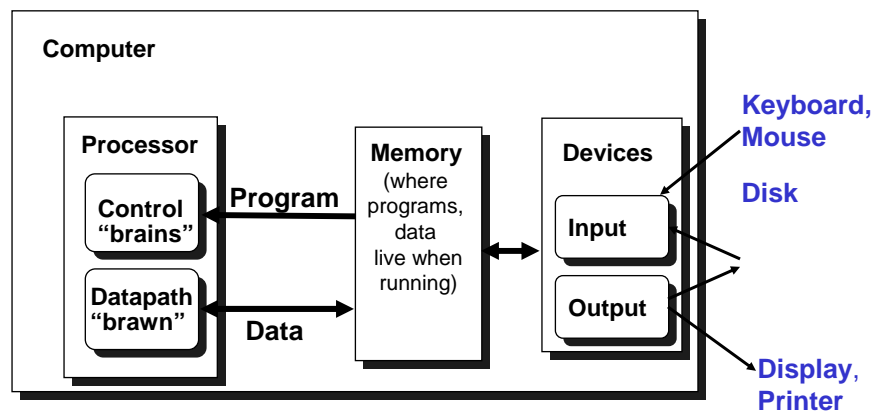 Computer
Processor
Control
“brains”
Datapath
“brawn”
Program
Data
Memory
(where
programs,
data
live when
running)
Devices
Input
Output
Keyboard,
Mouse
Disk
Display,
Printer